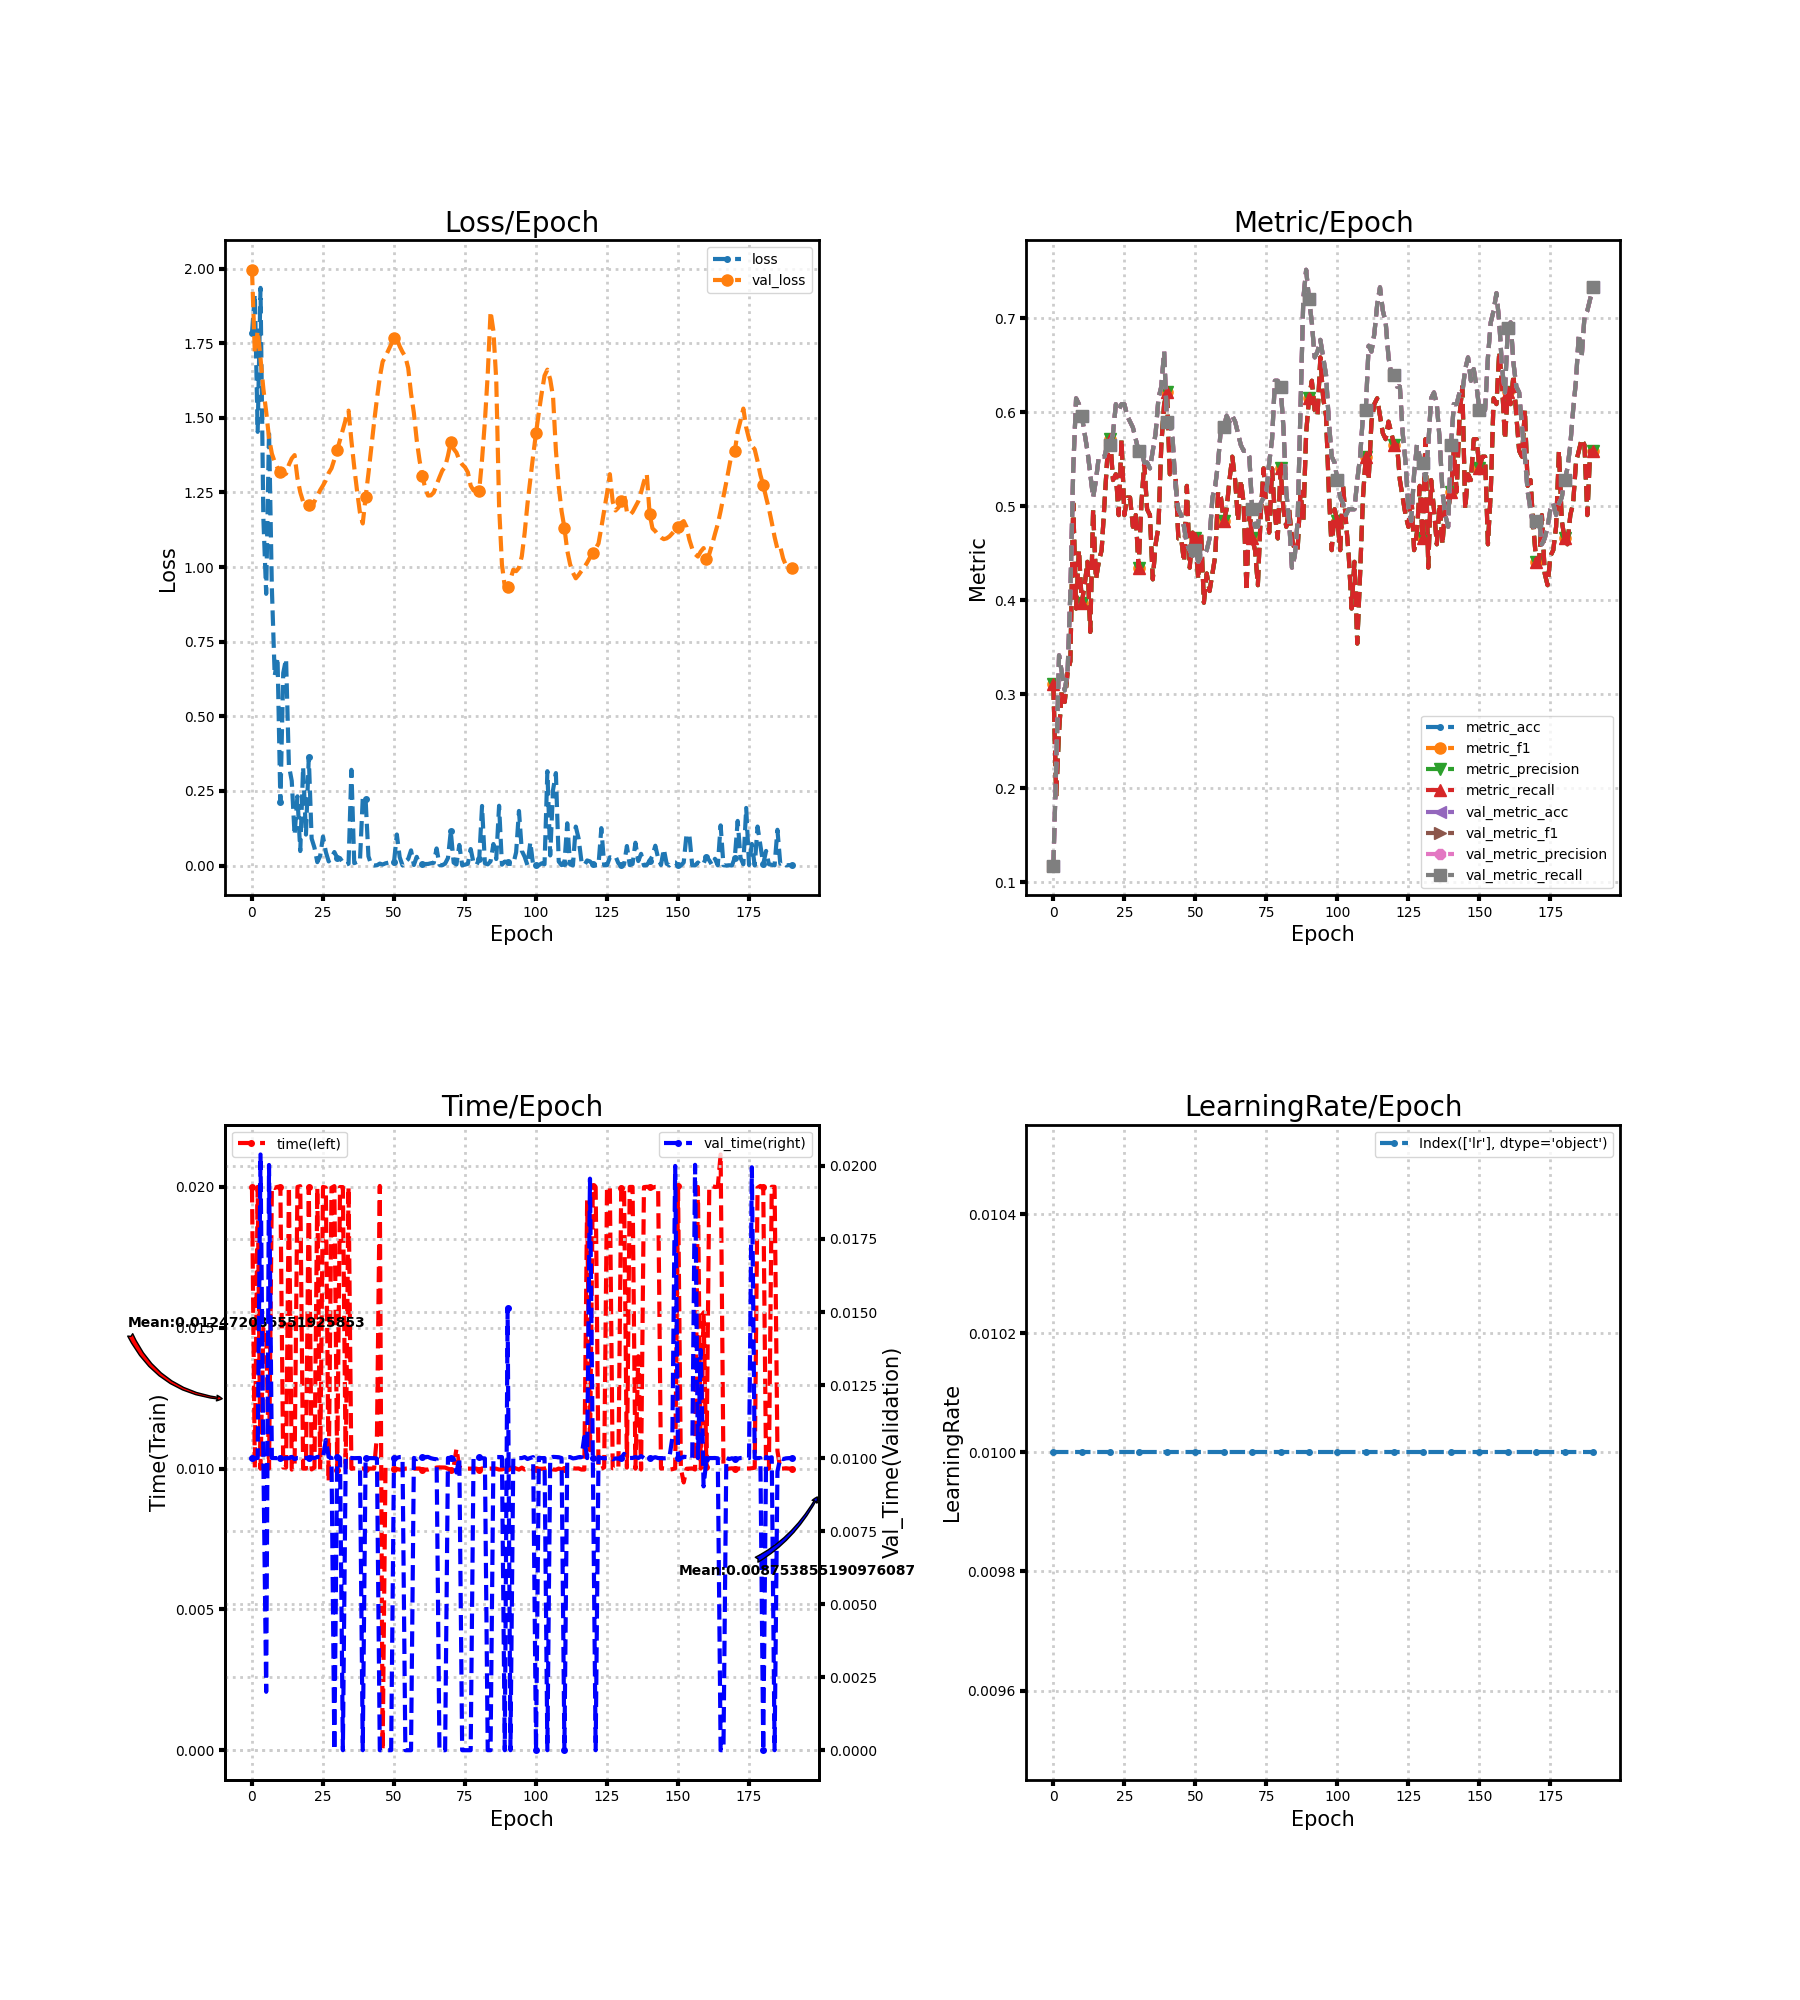 Loss/Epoch
Loss
2.00
1.75
1.50
1.25
1.00
0.75
0.50
0.25
0.00
loss
val_loss
0 25 50 75 100 125 150 175
Epoch
Metric/Epoch
Metric
0.7
0.6
0.5
0.4
0.3
0.2
0.1
metric_acc
metric_f1
metric_precision
metric_recall
val_metric_acc
val_metric_f1
val_metric_precision
val_metric_recall
0 25 50 75 100 125 150 175
Epoch
Time/Epoch
Time(Train)
0.020
0.015
0.010
0.005
0.000
time(left)
val_time(right)
0.0200
0.0175
0.0150
0.0125
0.0100
0.0075
0.0050
0.0025
0.0000
Val_Time(Validation)
0 25 50 75 100 125 150 175
Epoch
LearningRate/Epoch
LearningRate
Index(['lr'], dtype='object')
0.0104
0.0102
0.0100
0.0098
0.0096
0 25 50 75 100 125 150 175
Epoch